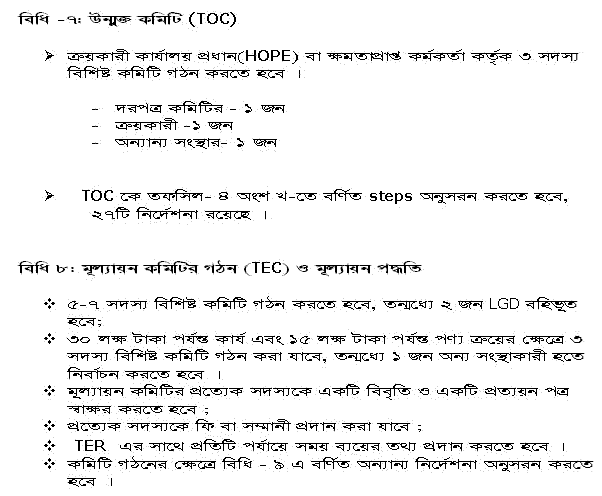 বিধি -৭: উন্মুক্ত কমিটি (TOC)
➢ ক্রয়কারী কার্যালয় প্রধান(HOPE) বা ক্ষমতাপ্রাপ্ত কর্মকর্তা কর্তৃক ৩ সদস্য
বিশিষ্ট কমিটি গঠন করতে হবে ।
- দরপত্র কমিটির - ১ জন
- ক্রয়কারী -১ জন
- অন্যান্য সংস্থার- ১ জন
➢ TOC কে তফসিল- ৪ অংশ খ-তে বর্ণিত steps অনুসরন করতে হবে,
২৭টি নির্দেশনা রয়েছে ।
বিধি ৮: মূল্যায়ন কমিটির গঠন (TEC) ও মূল্যায়ন পদ্ধতি
❖ ৫-৭ সদস্য বিশিষ্ট কমিটি গঠন করতে হবে, তন্মধ্যে ২ জন LGD বহির্ভূত
হবে;
❖ ৩০ লক্ষ টাকা পর্যন্ত কার্য এবং ১৫ লক্ষ টাকা পর্যন্ত পণ্য ক্রয়ের ক্ষেত্রে ৩
সদস্য বিশিষ্ট কমিটি গঠন করা যাবে, তন্মধ্যে ১ জন অন্য সংস্থাকারী হতে
নির্বাচন করতে হবে ।
❖ মূল্যায়ন কমিটির প্রত্যেক সদস্যকে একটি বিবৃতি ও একটি প্রত্যয়ন পত্র
স্বাক্ষর করতে হবে ;
❖ প্রত্যেক সদস্যকে ফি বা সম্মানী প্রদান করা যাবে ;
❖ TER এর সাথে প্রতিটি পর্যায়ে সময় ব্যয়ের তথ্য প্রদান করতে হবে ।
❖ কমিটি গঠনের ক্ষেত্রে বিধি - ৯ এ বর্ণিত অন্যান্য নির্দেশনা অনুসরন করতে
হবে ।